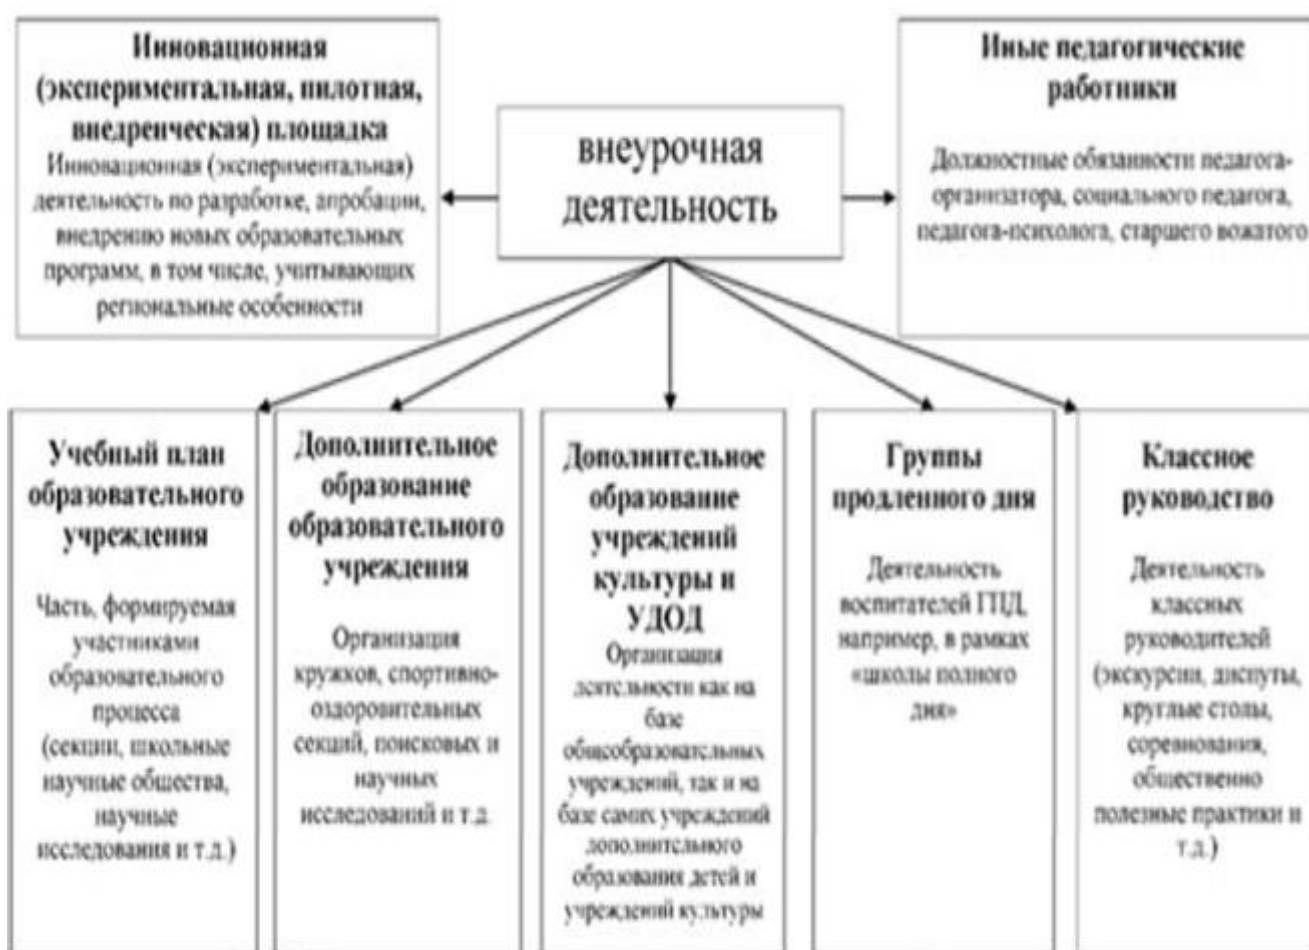 Инновационная
(экспериментальная, пилотная,
внедренческая) площадка
Инновационная (экспериментальная)
деятельность по разработке, апробации,
внедрению новых образовательных
программ, в том числе, учитывающих
региональные особенности
внеурочная
деятельность
Иные педагогические
работники
Должностные обязанности педагога-
организатора, социального педагога,
педагога-психолога, старшего вожатого
Учебный план
образовательного
учреждения
Часть, формируемая
участниками
образовательного
процесса
(секции, школьные
научные общества,
научные
исследования и т.д.)
Дополнительное
образование
образовательного
учреждения
Организация
кружков, спортивно-
оздоровительных
секций, поисковых и
научных
исследований и т.д.
Дополнительное
образование
учреждений
культуры и
УДОД
Организация
деятельности как на
базе
общеобразовательных
учреждений, так и на
базе самих учреждений
дополнительного
образования детей и
учреждений культуры
Группы
продленного дня
Деятельность
воспитателей ГПД,
например, в рамках
«школы полного
дня»
Классное
руководство
Деятельность
классных
руководителей
(экскурсии, диспуты,
круглые столы,
соревнования,
общественно
полезные практики и
т.д.)